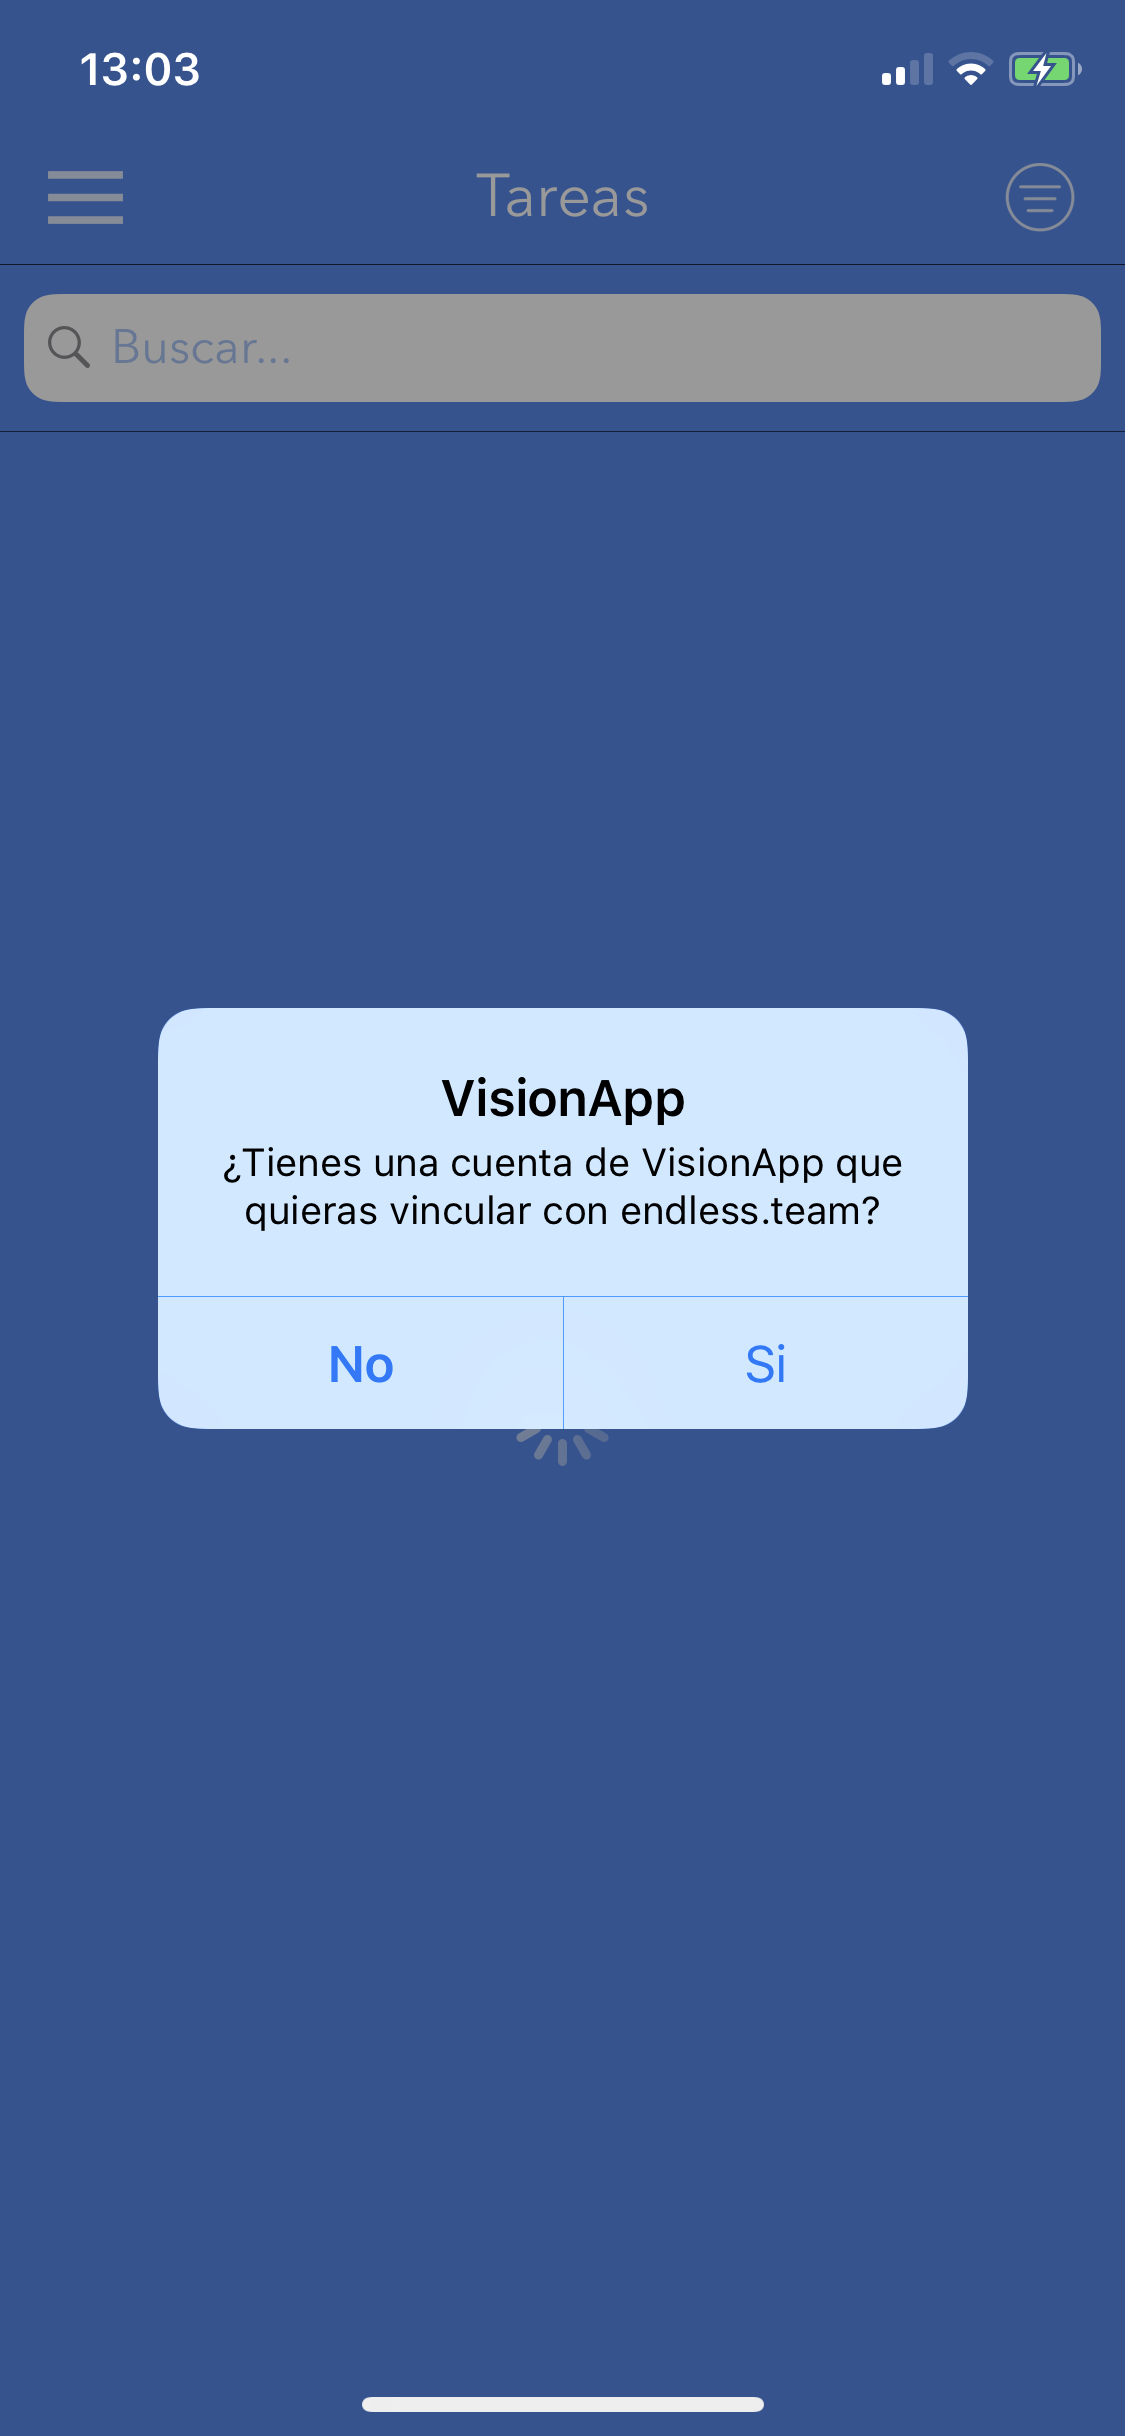 13:03
Tareas
Buscar...
VisionApp
¿Tienes una cuenta de VisionApp que
quieras vincular con endless.team?
No
Si